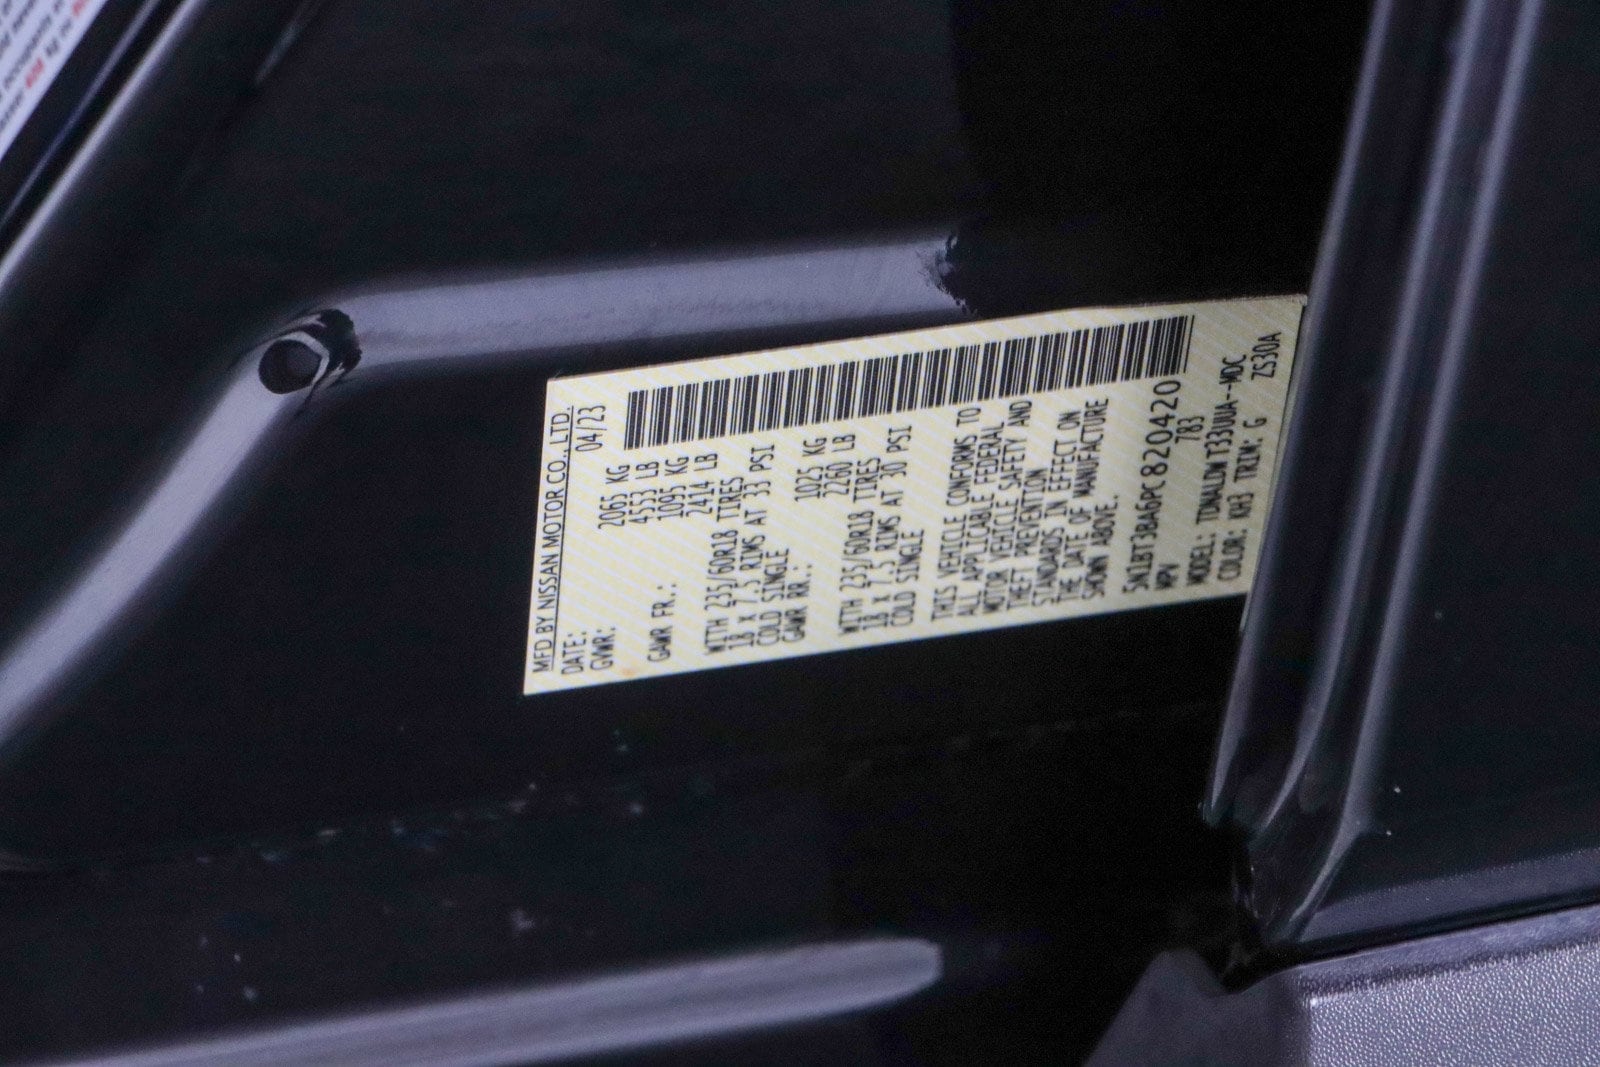 MFD BY NISSAN MOTOR CO., LTD.
DATE: 04/23
GVWR: 2065 KG
4553 LB
GAWR FR.: 1095 KG
2414 LB
WITH 235/60R18 TIRES
18 X 7.5 RIMS AT 33 PSI
COLD SINGLE
GAWR RR.: 1025 KG
2260 LB
WITH 235/60R18 TIRES
18 X 7.5 RIMS AT 30 PSI
COLD SINGLE
THIS VEHICLE CONFORMS TO
ALL APPLICABLE FEDERAL
MOTOR VEHICLE SAFETY AND
THEFT PREVENTION
STANDARDS IN EFFECT ON
THE DATE OF MANUFACTURE
SHOWN ABOVE.
5N1BT3BA6PC820420
MPV 783
MODEL: TDNALDWT33UUA--MDC
COLOR: KH3 TRIM: G ZS30A